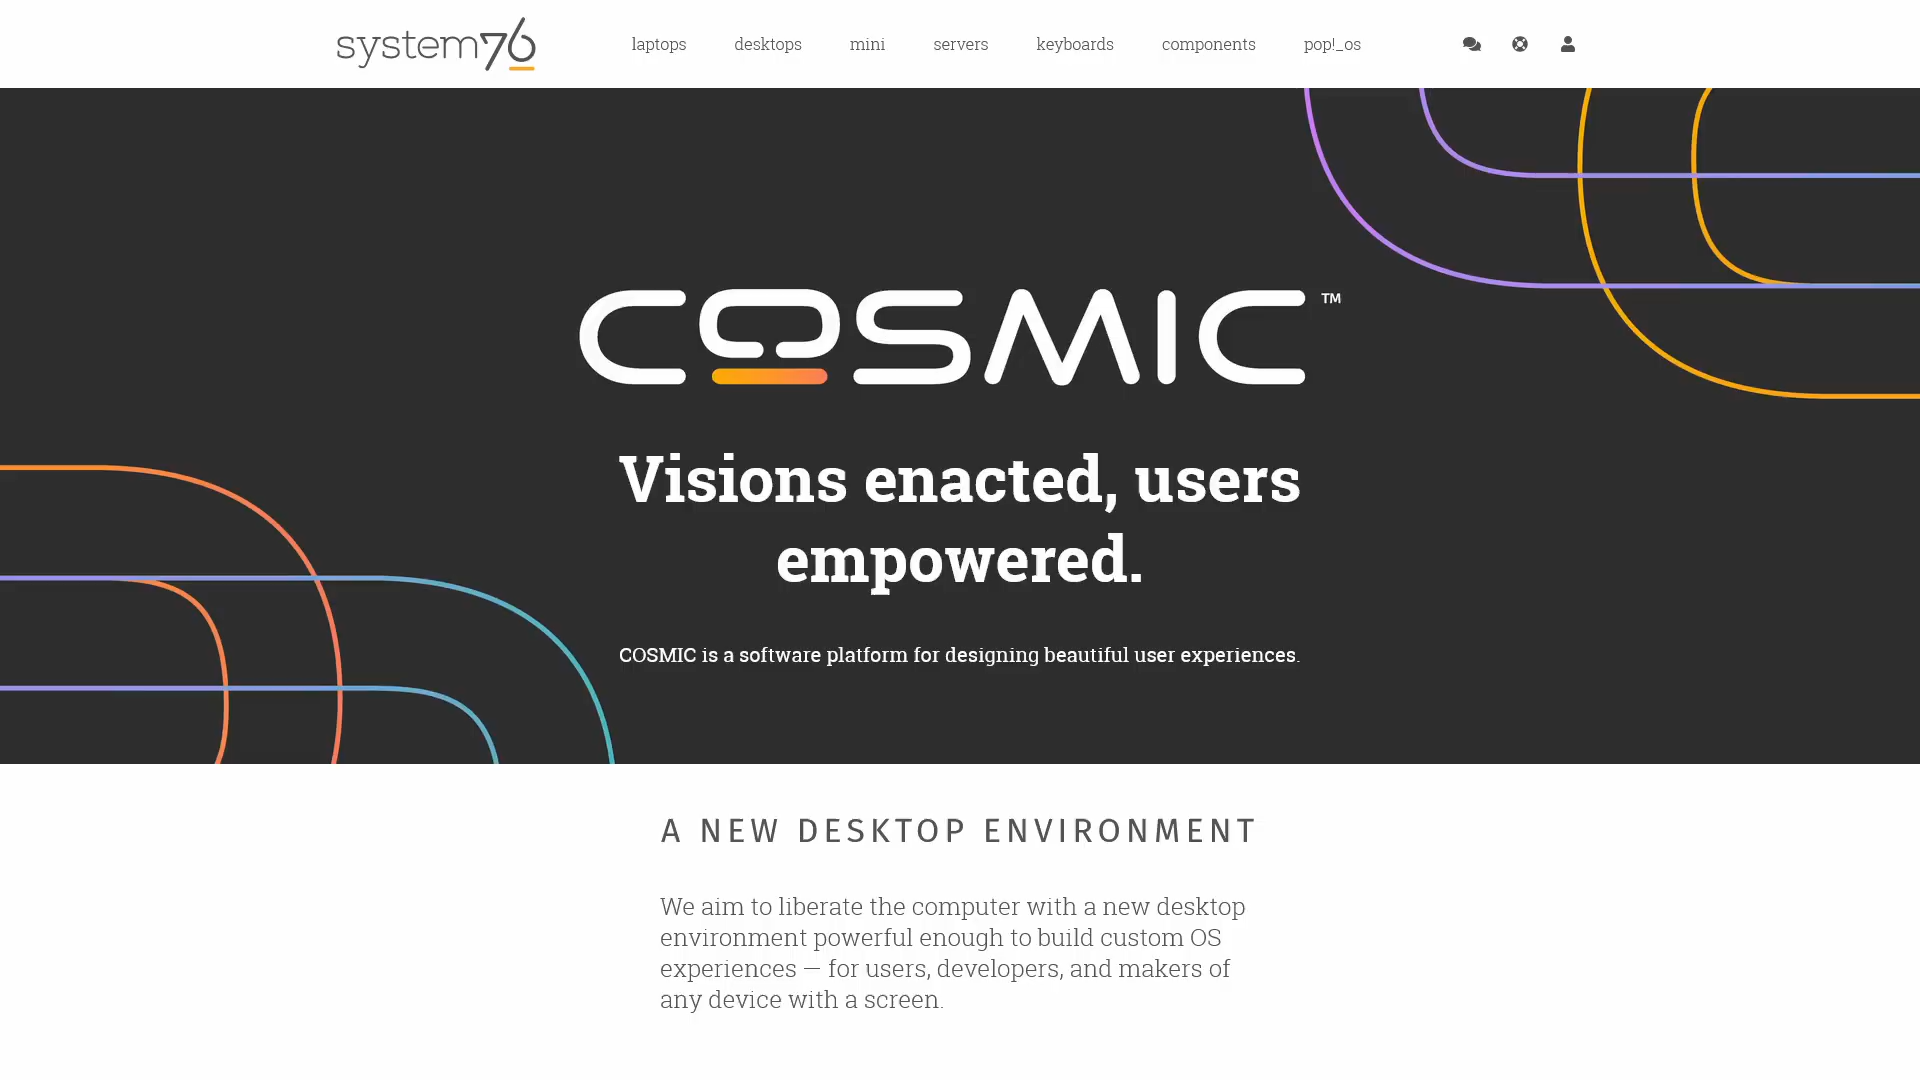 system76
laptops
desktops
mini
servers
keyboards
components
pop!_os
COSMIC™
Visions enacted, users
empowered.
COSMIC is a software platform for designing beautiful user experiences.
A NEW DESKTOP ENVIRONMENT
We aim to liberate the computer with a new desktop
environment powerful enough to build custom OS
experiences — for users, developers, and makers of
any device with a screen.